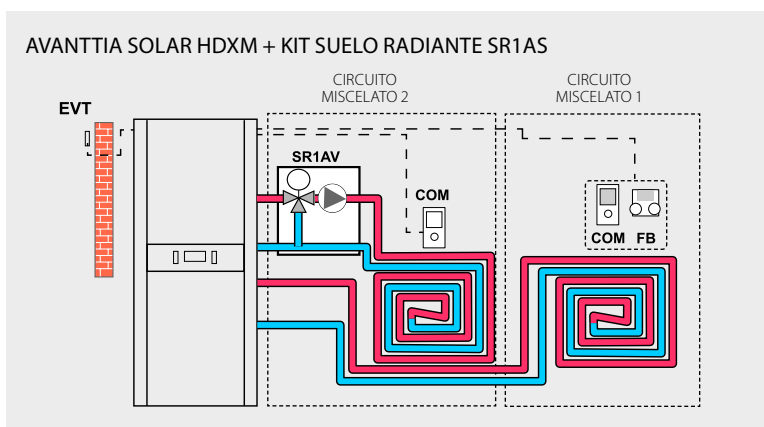 AVANTTIA SOLAR HDXM + KIT SUELO RADIANTE SR1AS
CIRCUITO
MISCELATO 2
CIRCUITO
MISCELATO 1
EVT
SR1AV
COM
COM FB